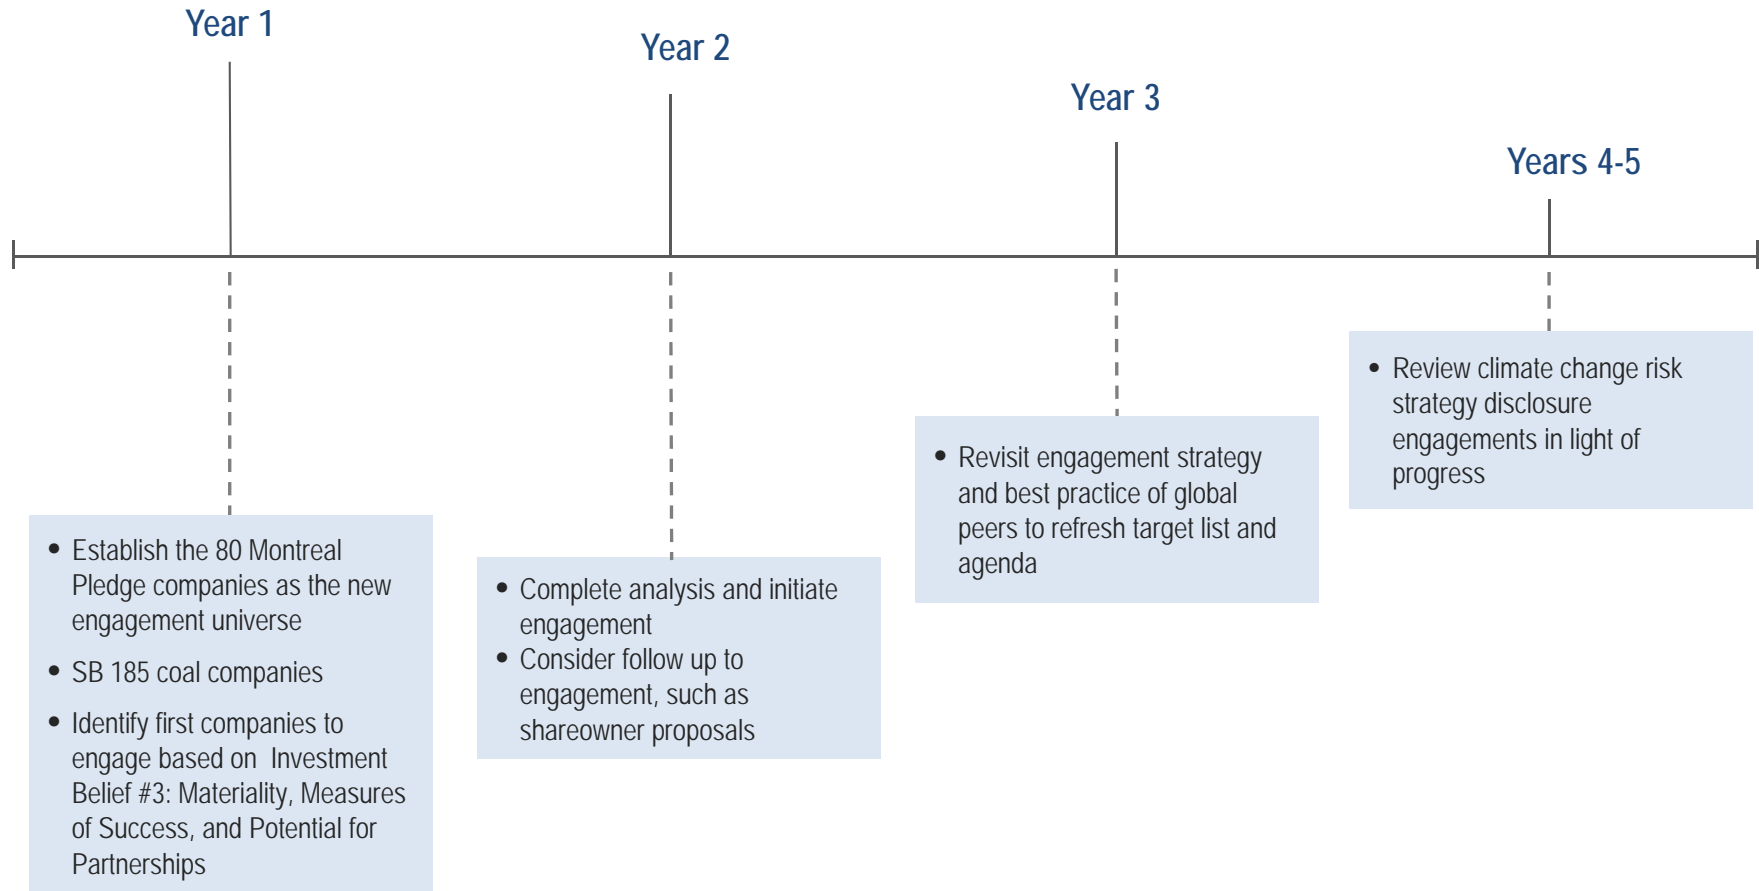 Year 1
• Establish the 80 Montreal
Pledge companies as the new
engagement universe
• SB 185 coal companies
• Identify first companies to
engage based on  Investment
Belief #3: Materiality, Measures
of Success, and Potential for
Partnerships
Year 2
• Complete analysis and initiate
engagement
• Consider follow up to
engagement, such as
shareowner proposals
Year 3
• Revisit engagement strategy
and best practice of global
peers to refresh target list and
agenda
Years 4-5
• Review climate change risk
strategy disclosure
engagements in light of
progress